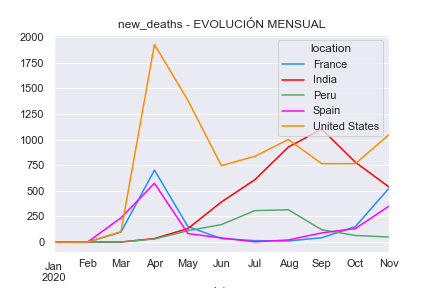 new_deaths - EVOLUCIÓN MENSUAL
2000
1750
1500
1250
1000
750
500
250
0
location
France
India
Peru
Spain
United States
Jan Feb Mar Apr May Jun Jul Aug Sep Oct Nov
2020